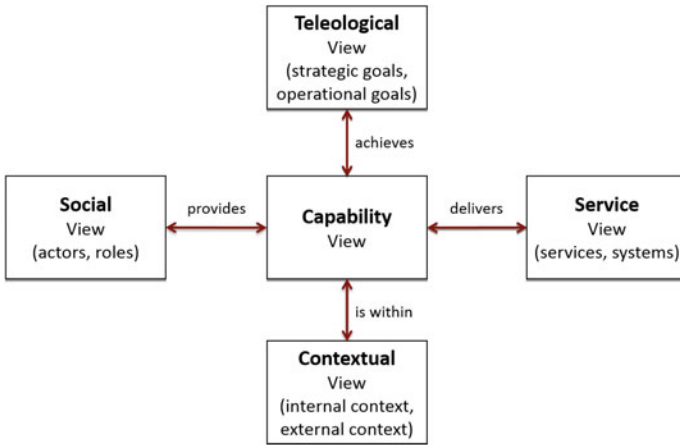 Teleological
View
(strategic goals,
operational goals)
achieves
Social
View
(actors, roles)
provides
Capability
View
delivers
Service
View
(services, systems)
is within
Contextual
View
(internal context,
external context)